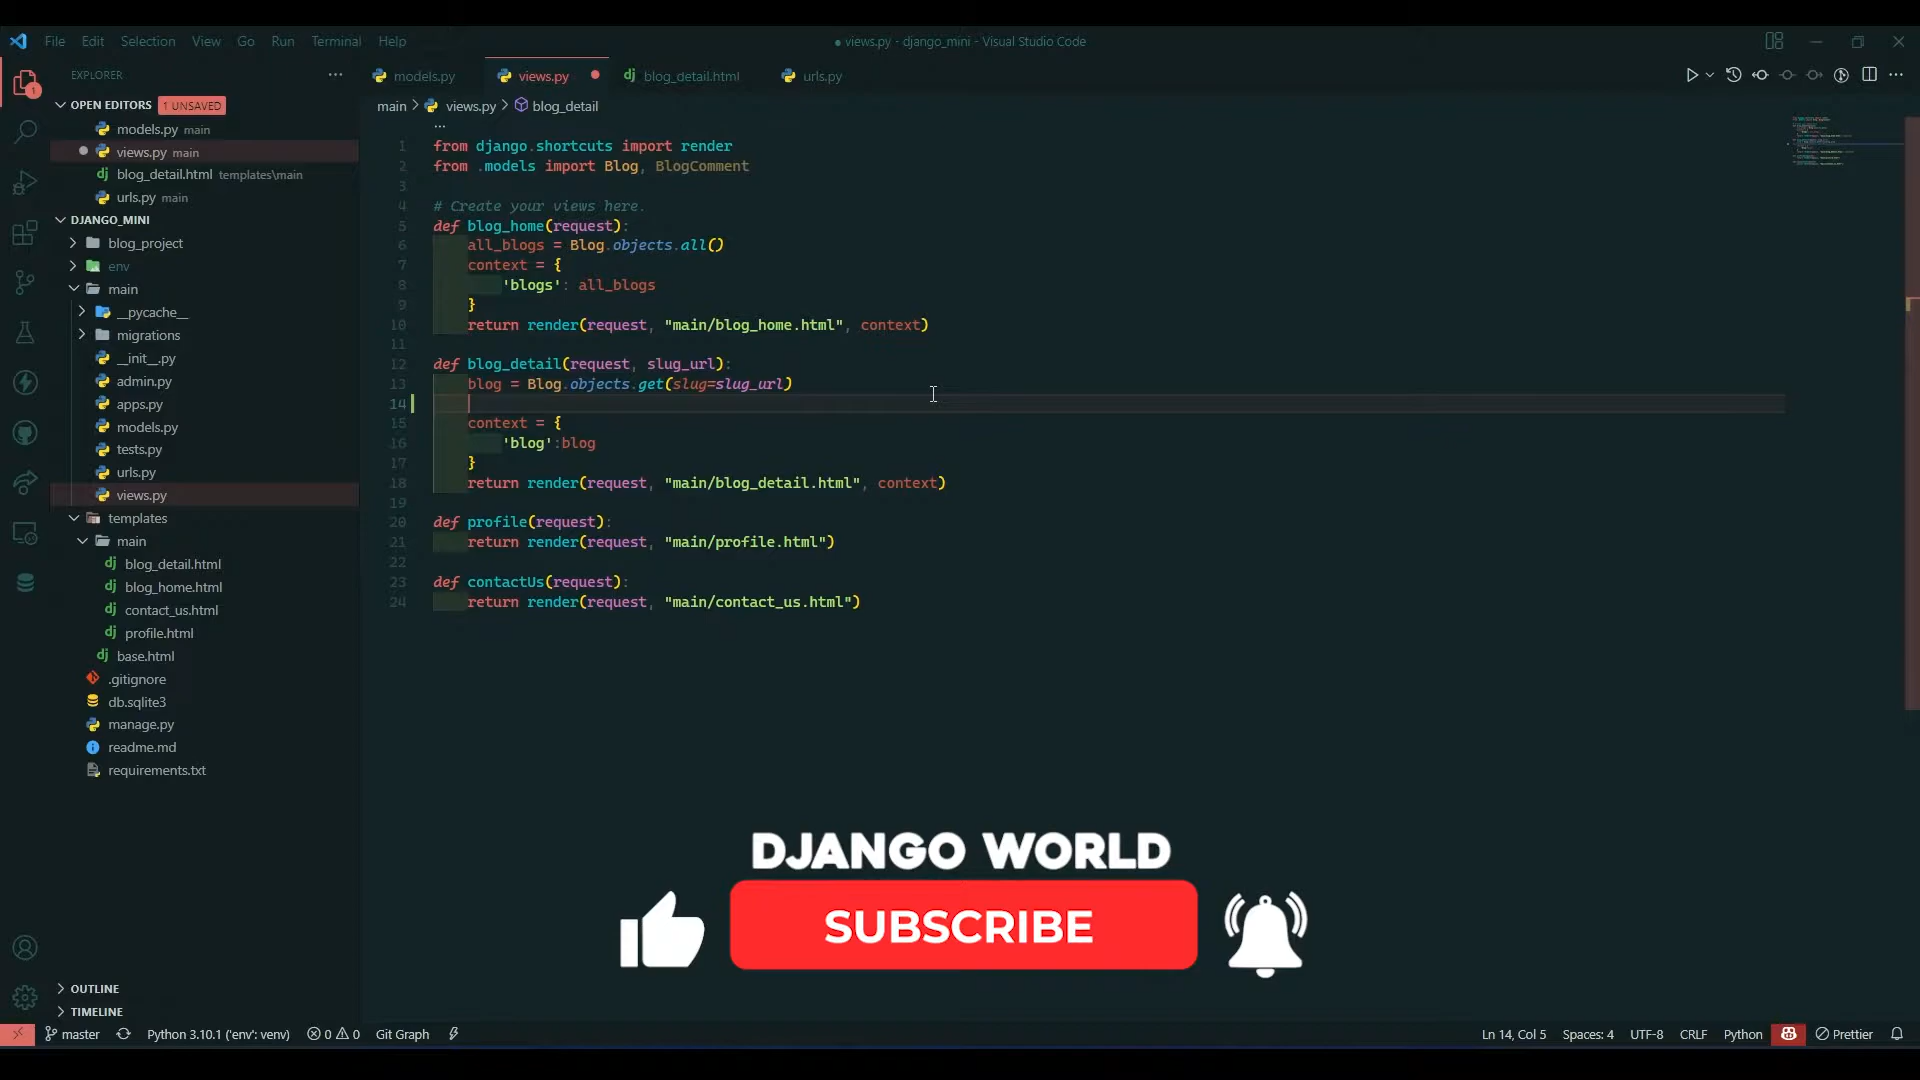 File Edit Selection View Go Run Terminal Help
● views.py - django_mini - Visual Studio Code
EXPLORER
1
OPEN EDITORS 1 UNSAVED
models.py main
views.py main
blog_detail.html templates\main
urls.py main
DJANGO_MINI
blog_project
env
main
__pycache__
migrations
__init__.py
admin.py
apps.py
models.py
tests.py
urls.py
views.py
templates
main
blog_detail.html
blog_home.html
contact_us.html
profile.html
base.html
.gitignore
db.sqlite3
manage.py
readme.md
requirements.txt
OUTLINE
TIMELINE
models.py views.py blog_detail.html urls.py
main > views.py > blog_detail
1 from django.shortcuts import render
2 from .models import Blog, BlogComment
3
4 # Create your views here.
5 def blog_home(request):
6 all_blogs = Blog.objects.all()
7 context = {
8 'blogs': all_blogs
9 }
10 return render(request, "main/blog_home.html", context)
11
12 def blog_detail(request, slug_url):
13 blog = Blog.objects.get(slug=slug_url)
14
15 context = {
16 'blog':blog
17 }
18 return render(request, "main/blog_detail.html", context)
19
20 def profile(request):
21 return render(request, "main/profile.html")
22
23 def contactUs(request):
24 return render(request, "main/contact_us.html")
DJANGO WORLD
SUBSCRIBE
master Python 3.10.1 ('env': venv) 0 0 Git Graph Ln 14, Col 5 Spaces: 4 UTF-8 CRLF Python Prettier